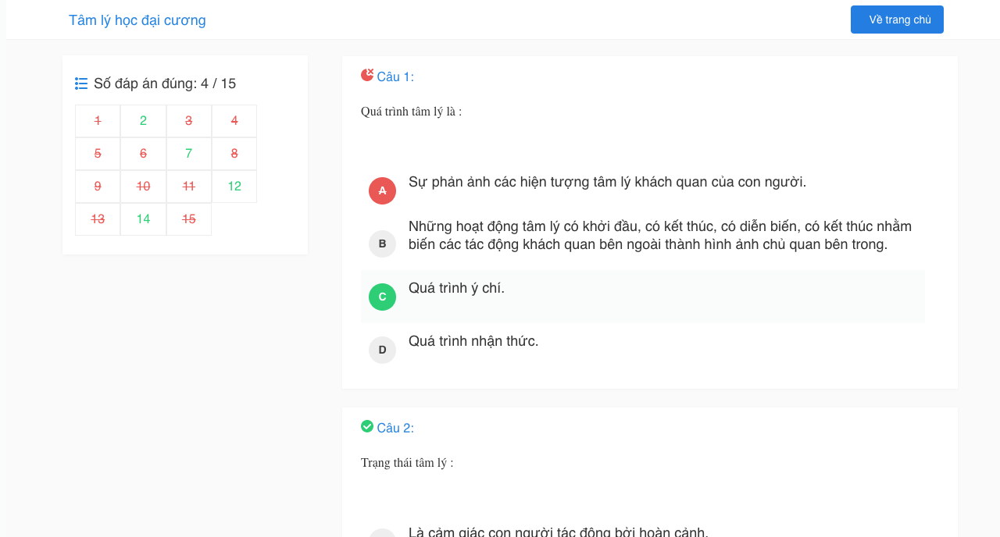 Tâm lý học đại cương
Về trang chủ
Số đáp án đúng: 4 / 15
1 2 3 4
5 6 7 8
9 10 11 12
13 14 15
Câu 1:
Quá trình tâm lý là :
A Sự phản ảnh các hiện tượng tâm lý khách quan của con người.
B Những hoạt động tâm lý có khởi đầu, có kết thúc, có diễn biến, có kết thúc nhằm
biến các tác động khách quan bên ngoài thành hình ảnh chủ quan bên trong.
C Quá trình ý chí.
D Quá trình nhận thức.
Câu 2:
Trạng thái tâm lý :
Là cảm giác con người tác động bởi hoàn cảnh.